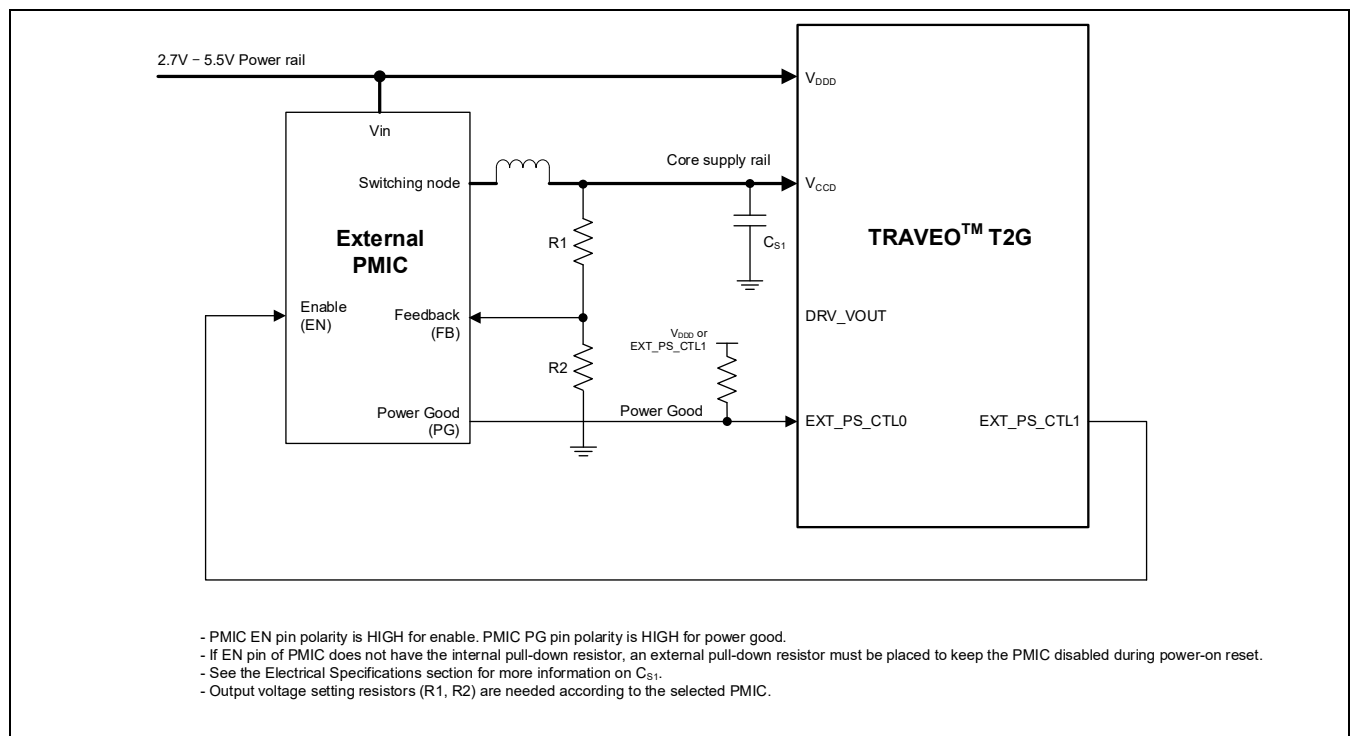 2.7V – 5.5V Power rail
V_DDD
Vin
Core supply rail
Switching node
V_CCD
R1
C_S1
External
PMIC
TRAVEO™ T2G
Enable
(EN)
Feedback
(FB)
DRV_VOUT
V_DDD or
EXT_PS_CTL1
R2
Power Good
(PG)
Power Good
EXT_PS_CTL0
EXT_PS_CTL1
- PMIC EN pin polarity is HIGH for enable. PMIC PG pin polarity is HIGH for power good.
- If EN pin of PMIC does not have the internal pull-down resistor, an external pull-down resistor must be placed to keep the PMIC disabled during power-on reset.
- See the Electrical Specifications section for more information on C_S1.
- Output voltage setting resistors (R1, R2) are needed according to the selected PMIC.